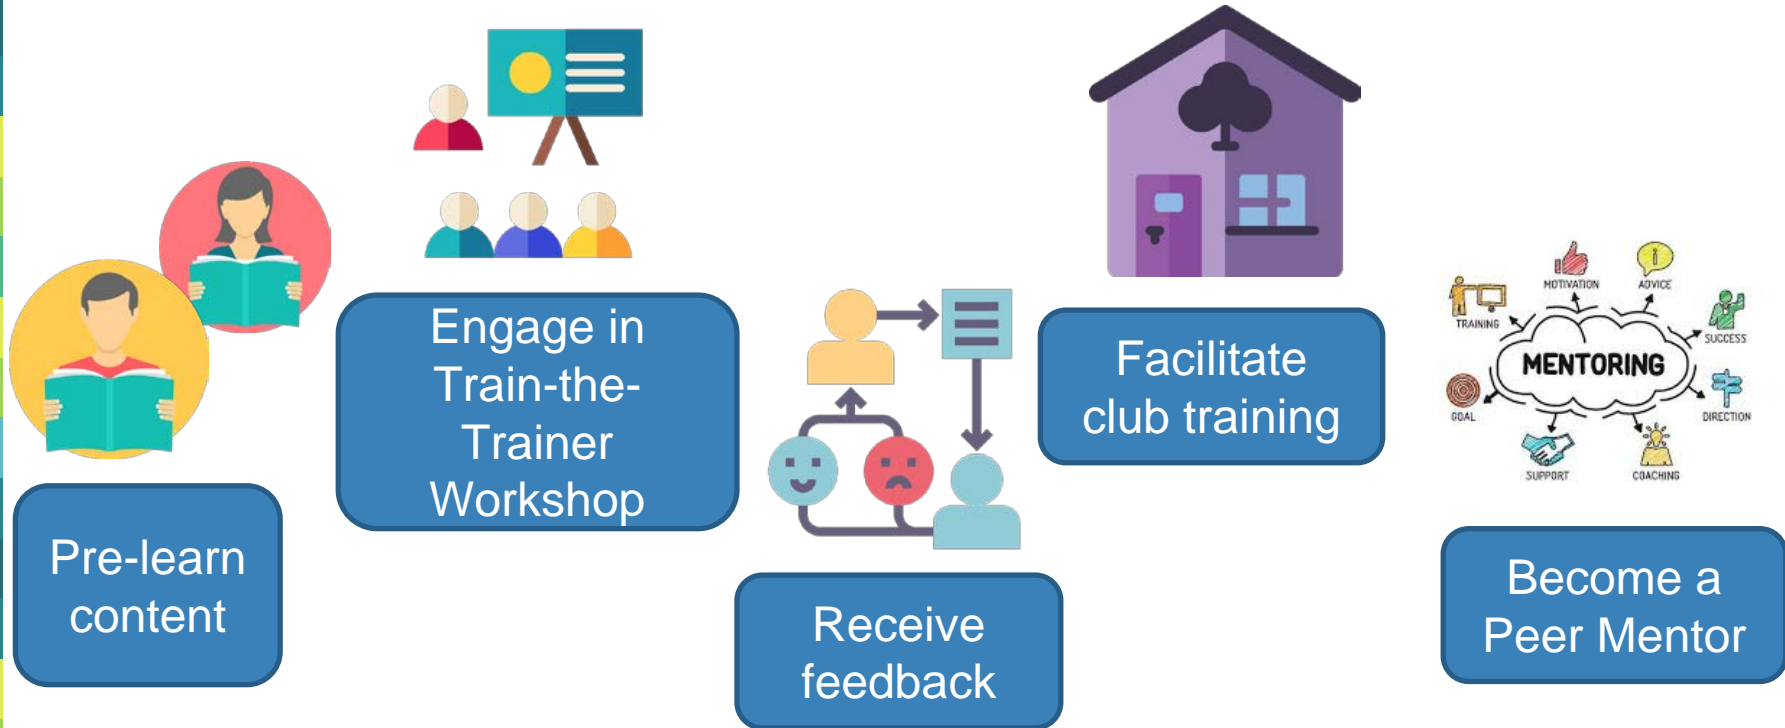 Pre-learn
content
Engage in
Train-the-
Trainer
Workshop
Receive
feedback
Facilitate
club training
MENTORING
MOTIVATION
ADVICE
TRAINING
SUCCESS
GOAL
DIRECTION
SUPPORT
COACHING
Become a
Peer Mentor